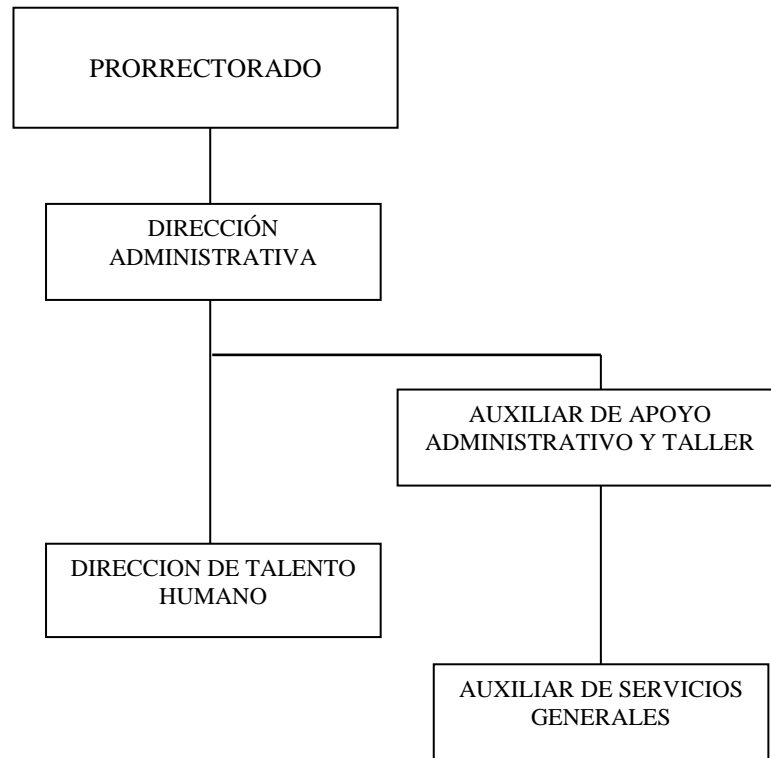 PRORRECTORADO
DIRECCIÓN
ADMINISTRATIVA
AUXILIAR DE APOYO
ADMINISTRATIVO Y TALLER
DIRECCION DE TALENTO
HUMANO
AUXILIAR DE SERVICIOS
GENERALES